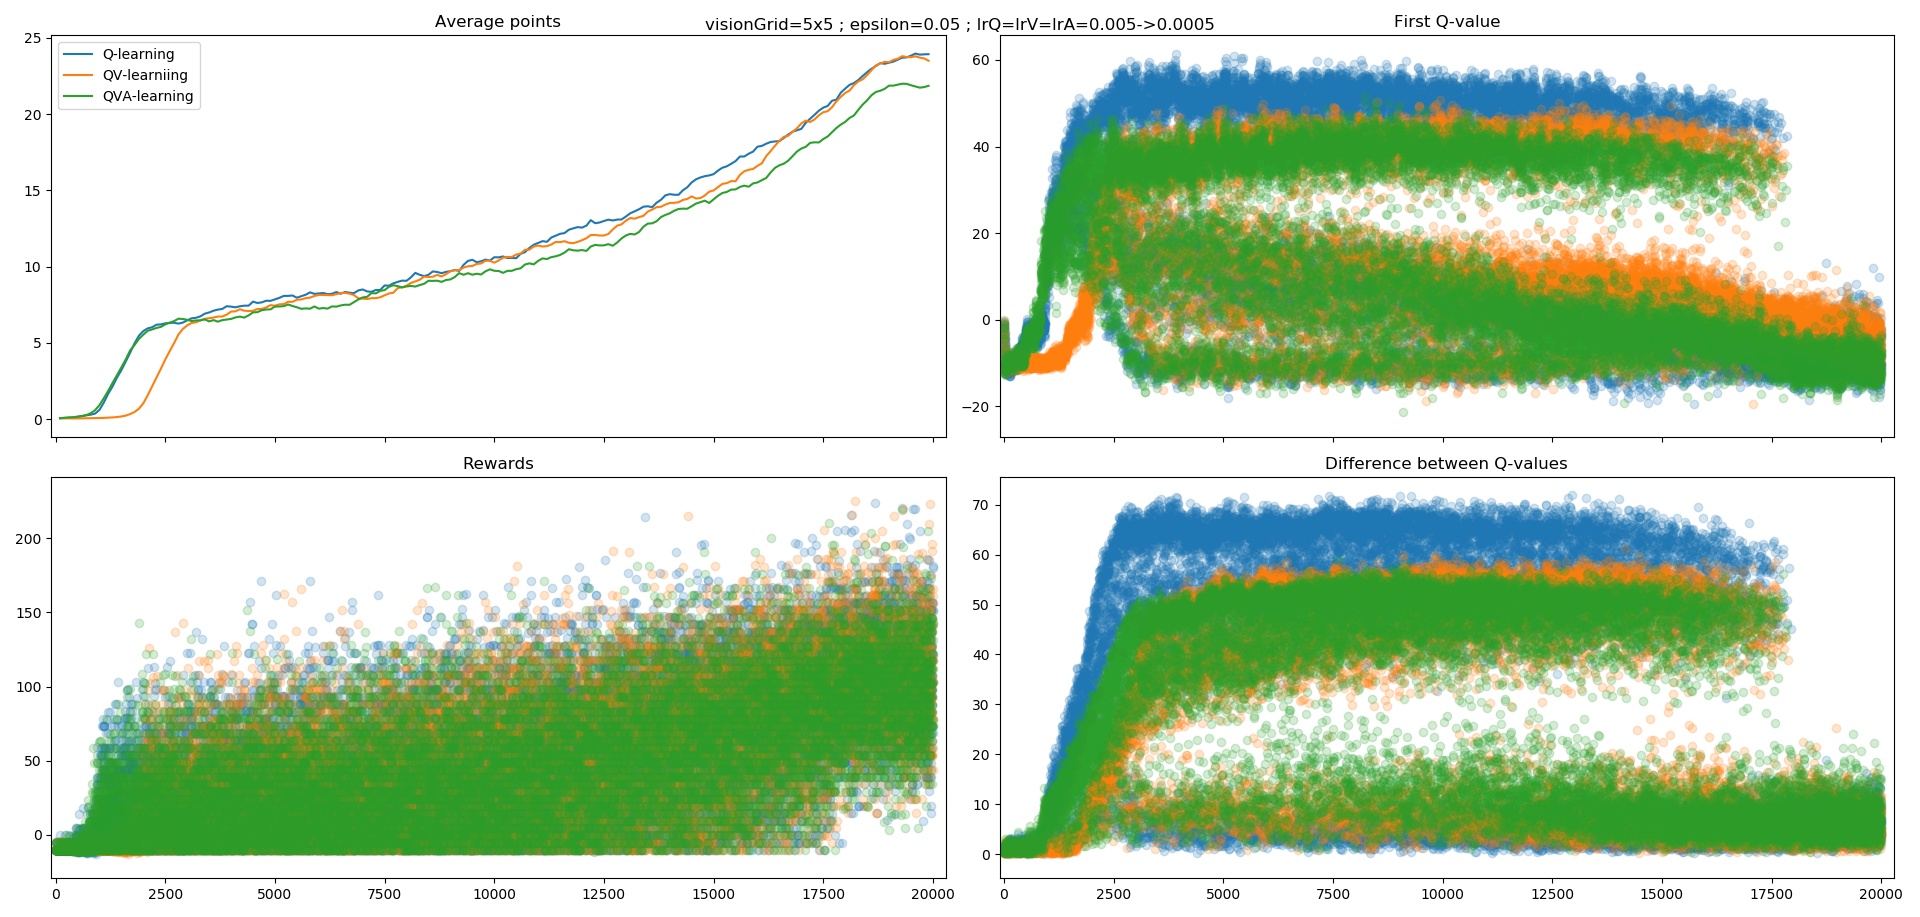 visionGrid=5x5 ; epsilon=0.05 ; lrQ=lrV=lrA=0.005->0.0005
Average points
25
20
15
10
5
0
Q-learning
QV-learniing
QVA-learning
First Q-value
60
40
20
0
−20
Rewards
200
150
100
50
0
0 2500 5000 7500 10000 12500 15000 17500 20000
Difference between Q-values
70
60
50
40
30
20
10
0
0 2500 5000 7500 10000 12500 15000 17500 20000